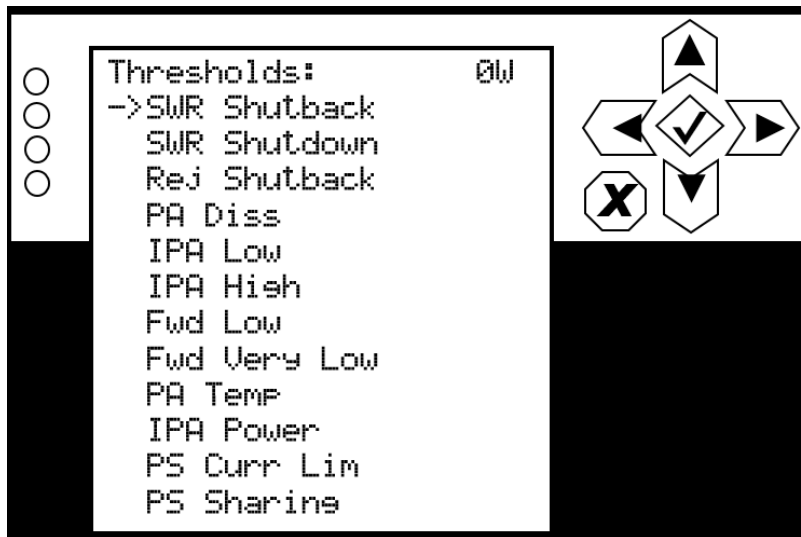 Thresholds: 0W
->SWR Shutback
SWR Shutdown
Rej Shutback
PA Diss
IPA Low
IPA High
Fwd Low
Fwd Very Low
PA Temp
IPA Power
PS Curr Lim
PS Sharing
X